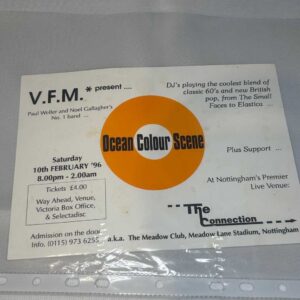 V.F.M. * present ....
Paul Weller and Noel Gallagher's
No. 1 band ...
DJ's playing the coolest blend of
classic 60's and new British
pop, from The Small
Faces to Elastica ...
Ocean Colour Scene
Saturday
10th FEBRUARY '96
8.00pm - 2.00am
Tickets £4.00
Way Ahead, Venue,
Victoria Box Office,
& Selectadisc
Plus Support ...
At Nottingham's Premier
Live Venue:
The
Connection
Admission on the door
Info. (0115) 973 6255
a.k.a. The Meadow Club, Meadow Lane Stadium, Nottingham